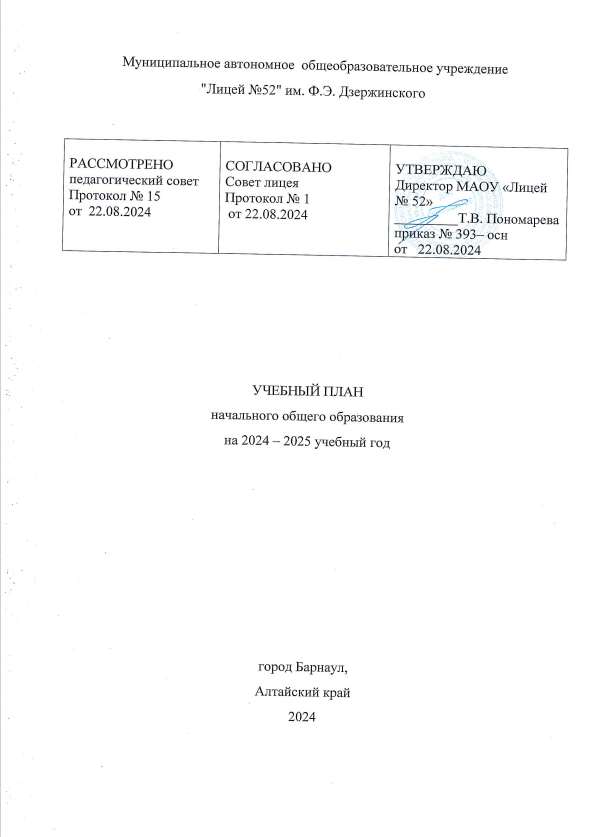 Муниципальное автономное общеобразовательное учреждение
"Лицей №52" им. Ф.Э. Дзержинского
РАССМОТРЕНО
педагогический совет
Протокол № 15
от 22.08.2024
СОГЛАСОВАНО
Совет лицея
Протокол № 1
от 22.08.2024
УТВЕРЖДАЮ
Директор МАОУ «Лицей
№ 52»
_________Т.В. Пономарева
приказ № 393– осн
от 22.08.2024
УЧЕБНЫЙ ПЛАН
начального общего образования
на 2024 – 2025 учебный год
город Барнаул,
Алтайский край
2024